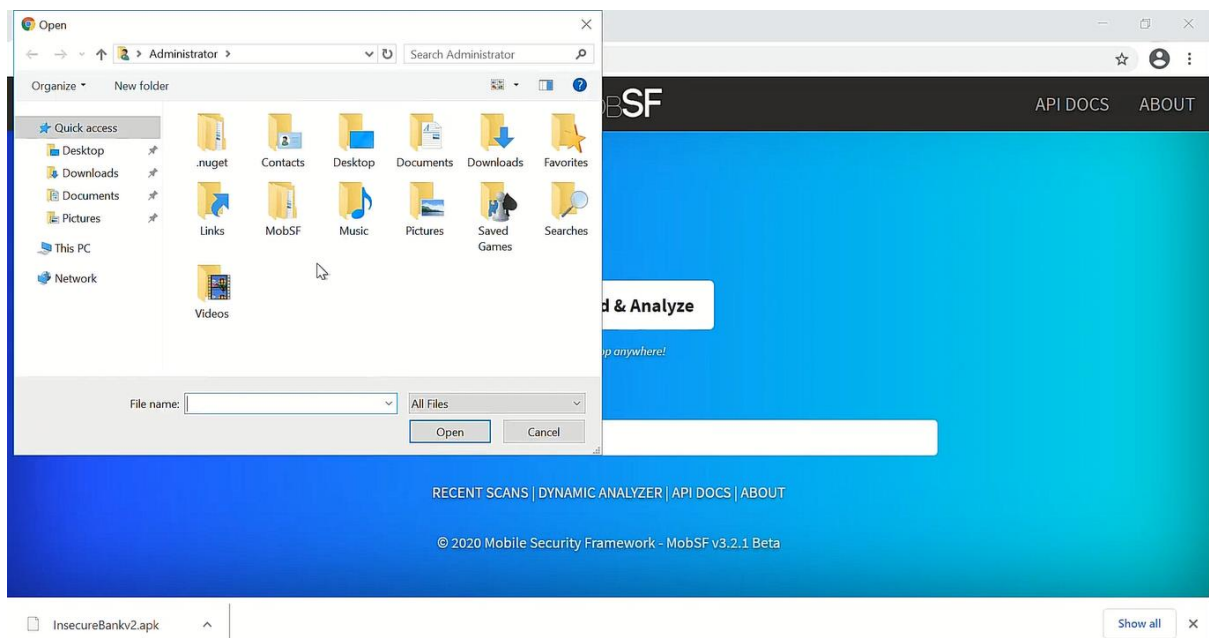 Open
Administrator
Search Administrator
Organize
New folder
Quick access
Desktop
Downloads
Documents
Pictures
This PC
Network
.nuget
Contacts
Desktop
Documents
Downloads
Favorites
Links
MobSF
Music
Pictures
Saved
Games
Searches
Videos
File name:
All Files
Open
Cancel
BSF
API DOCS
ABOUT
d & Analyze
op anywhere!
RECENT SCANS | DYNAMIC ANALYZER | API DOCS | ABOUT
© 2020 Mobile Security Framework - MobSF v3.2.1 Beta
InsecureBankv2.apk
Show all